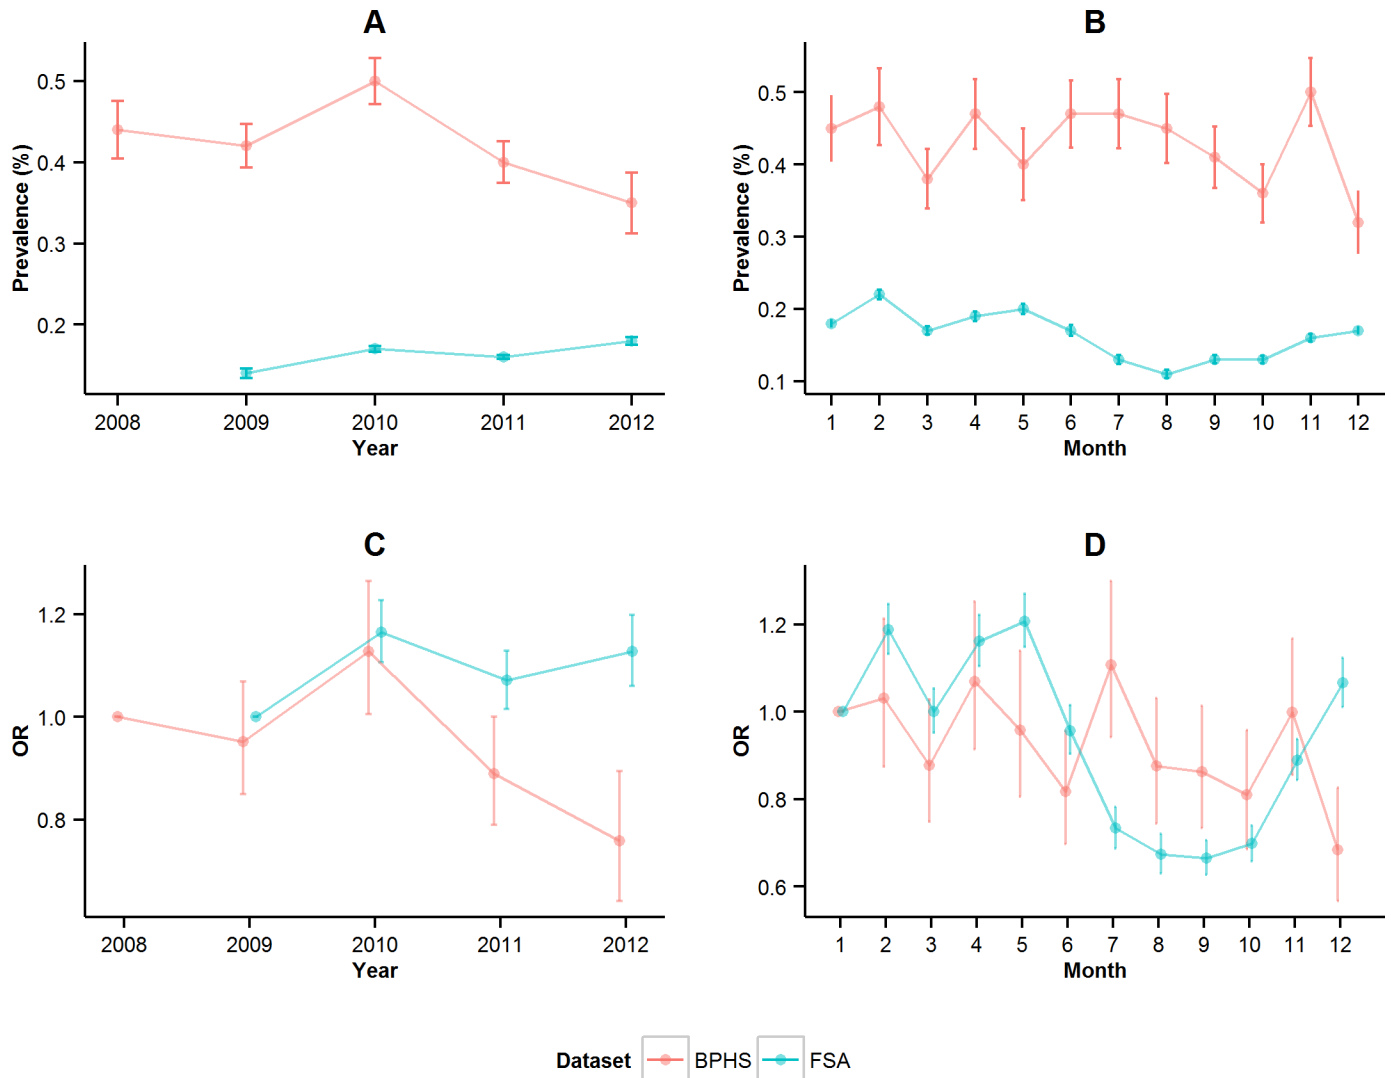 A
Prevalence (%)
0.5
0.4
0.3
0.2
2008 2009 2010 2011 2012
Year
B
Prevalence (%)
0.5
0.4
0.3
0.2
0.1
1 2 3 4 5 6 7 8 9 10 11 12
Month
C
OR
1.2
1.0
0.8
2008 2009 2010 2011 2012
Year
D
OR
1.2
1.0
0.8
0.6
1 2 3 4 5 6 7 8 9 10 11 12
Month
Dataset BPHS FSA